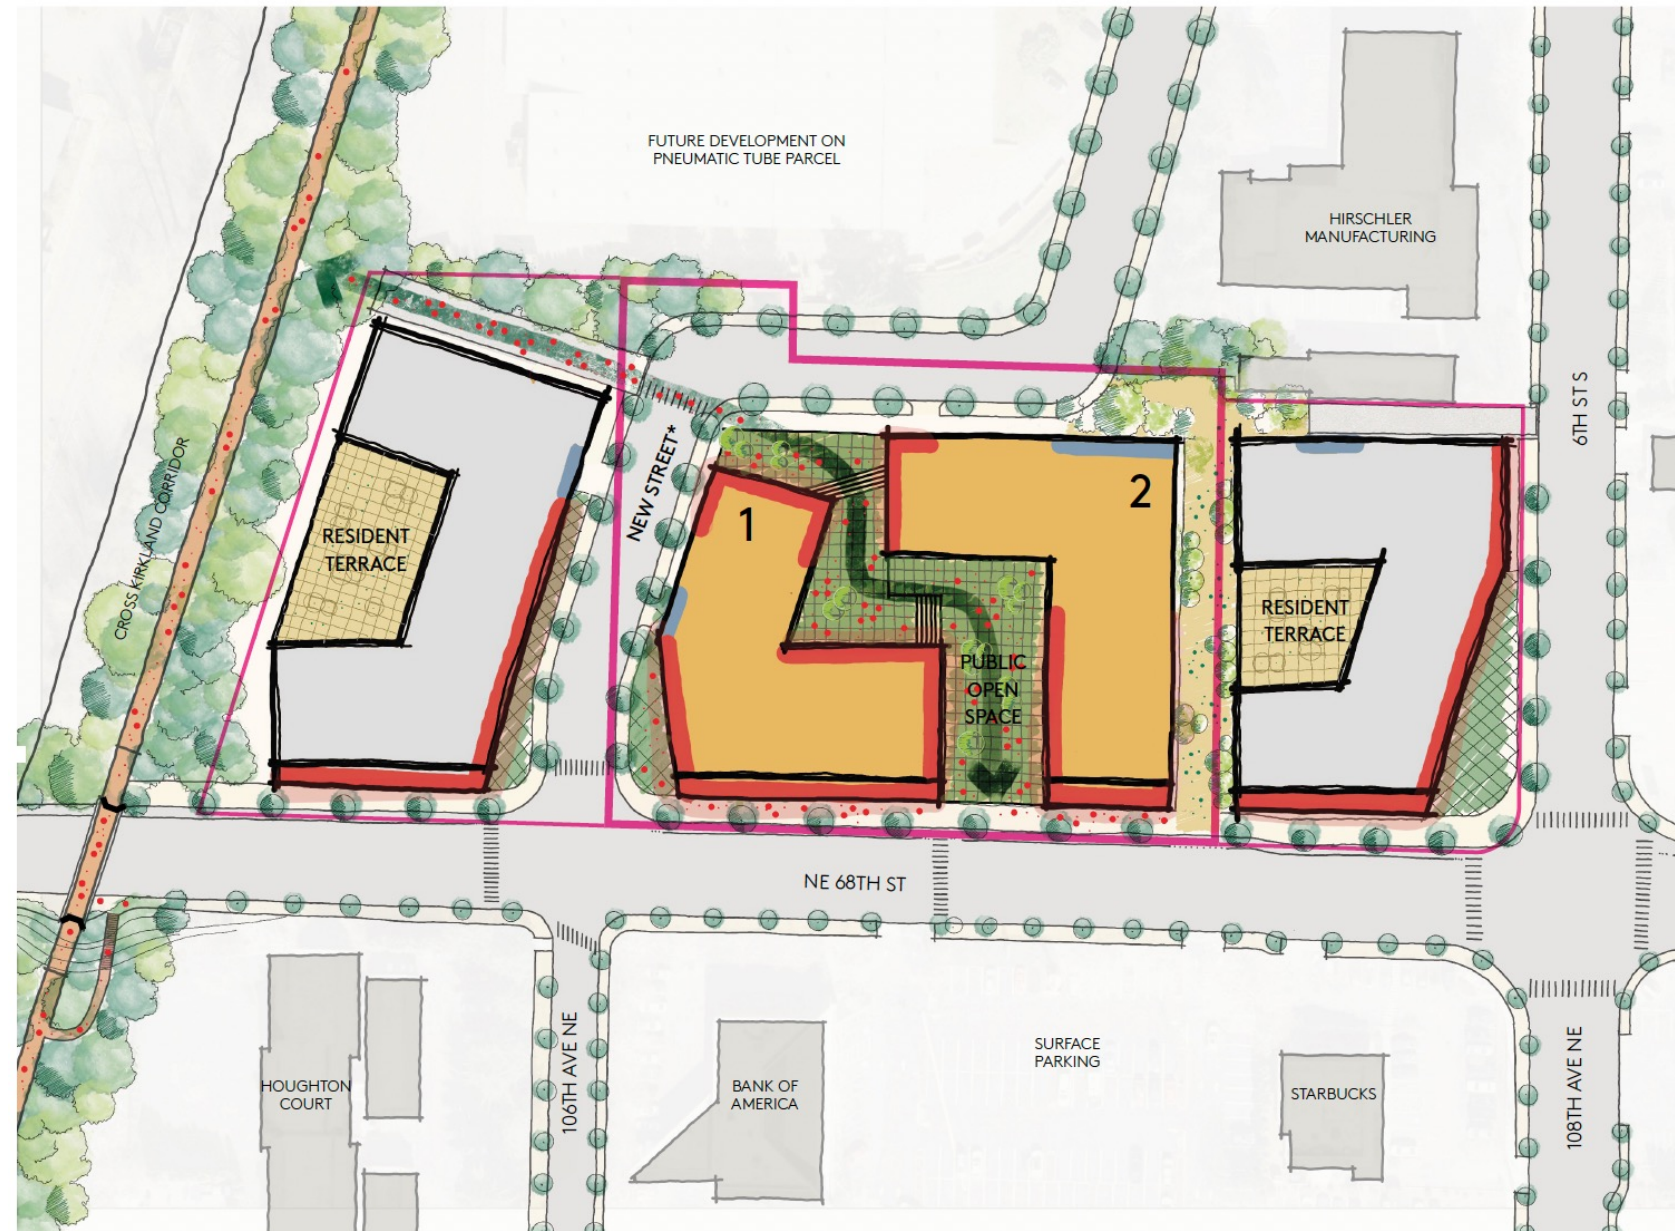 FUTURE DEVELOPMENT ON
PNEUMATIC TUBE PARCEL
HIRSCHLER
MANUFACTURING
6TH ST S
CROSS KIRKLAND CORRIDOR
NEW STREET*
1
2
RESIDENT
TERRACE
RESIDENT
TERRACE
PUBLIC
OPEN
SPACE
NE 68TH ST
HOUGHTON
COURT
106TH AVE NE
BANK OF
AMERICA
SURFACE
PARKING
STARBUCKS
108TH AVE NE